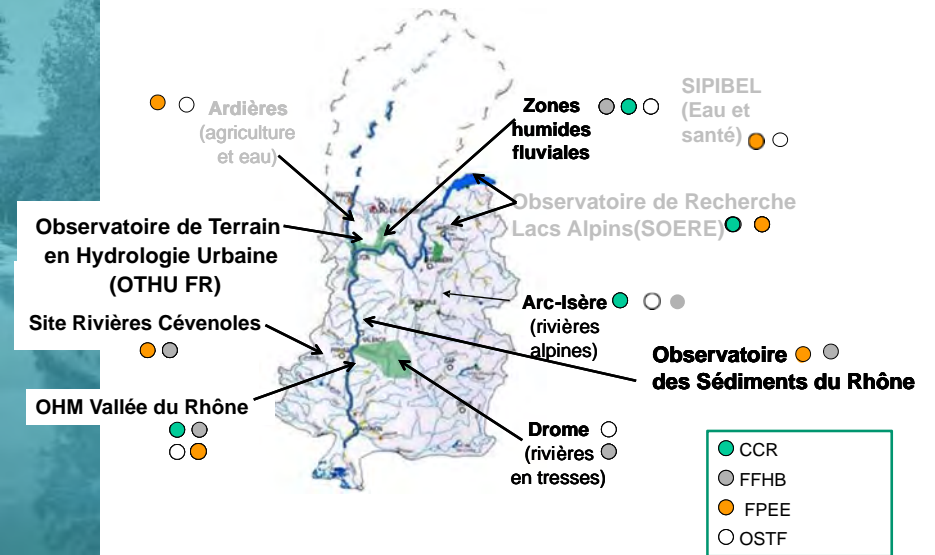 Ardières
(agriculture
et eau)
Zones
humides
fluviales
SIPIBEL
(Eau et
santé)
Observatoire de Recherche
Lacs Alpins(SOERE)
Observatoire de Terrain
en Hydrologie Urbaine
(OTHU FR)
Site Rivières Cévenoles
Arc-Isère
(rivières
alpines)
Observatoire
des Sédiments du Rhône
OHM Vallée du Rhône
Drome
(rivières
en tresses)
CCR
FFHB
FPEE
OSTF